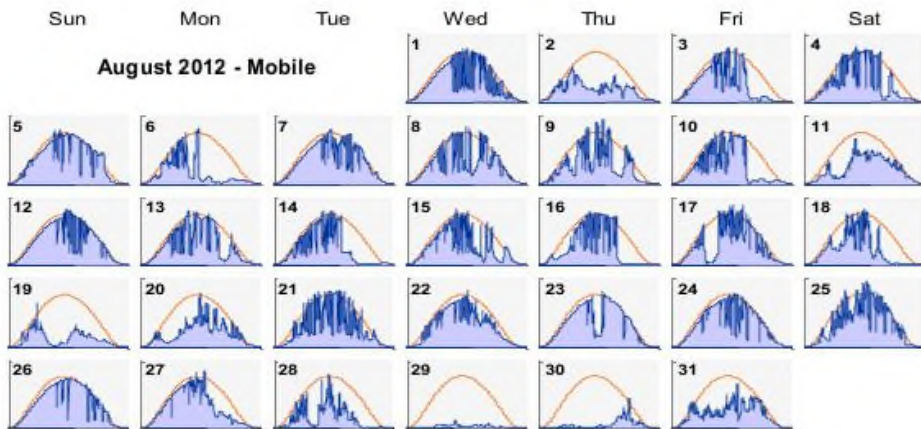 Sun Mon Tue Wed Thu Fri Sat
August 2012 - Mobile
1 2 3 4
5 6 7 8 9 10 11
12 13 14 15 16 17 18
19 20 21 22 23 24 25
26 27 28 29 30 31